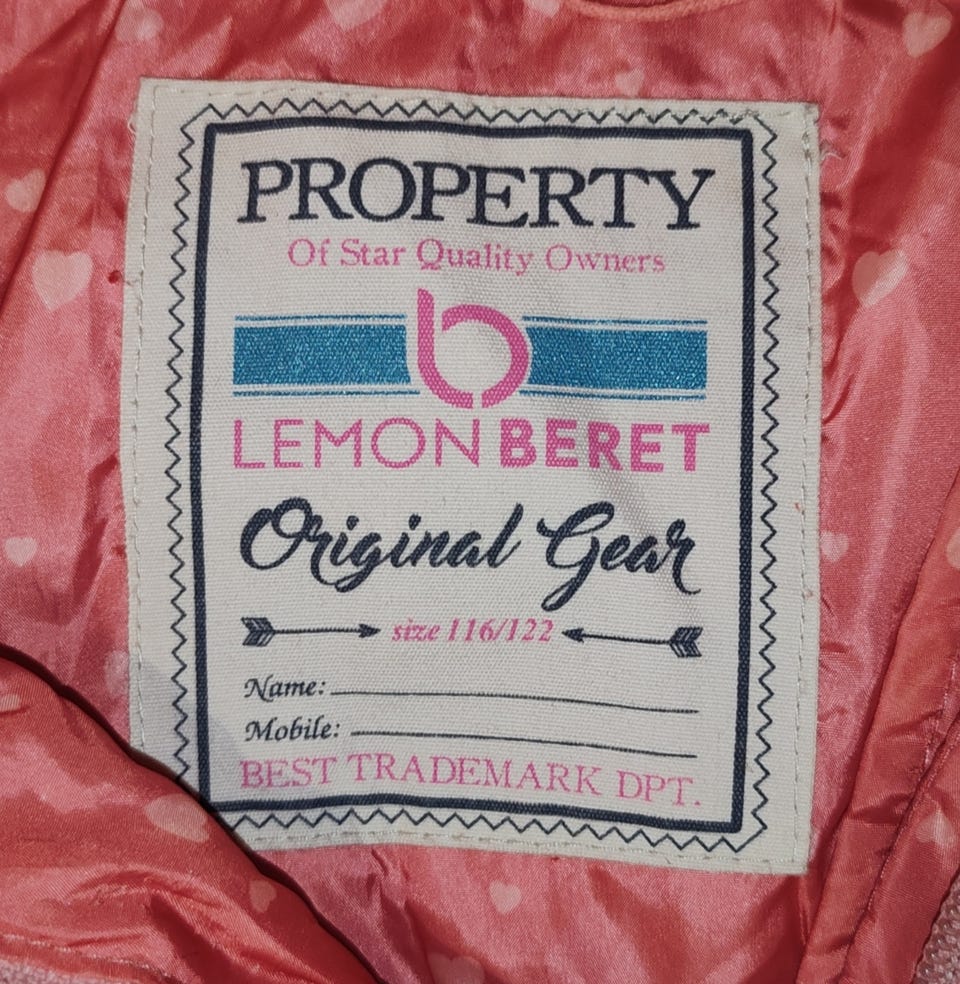 PROPERTY
Of Star Quality Owners
b
LEMON BERET
Original Gear
size 116/122
Name:
Mobile:
BEST TRADEMARK DPT.